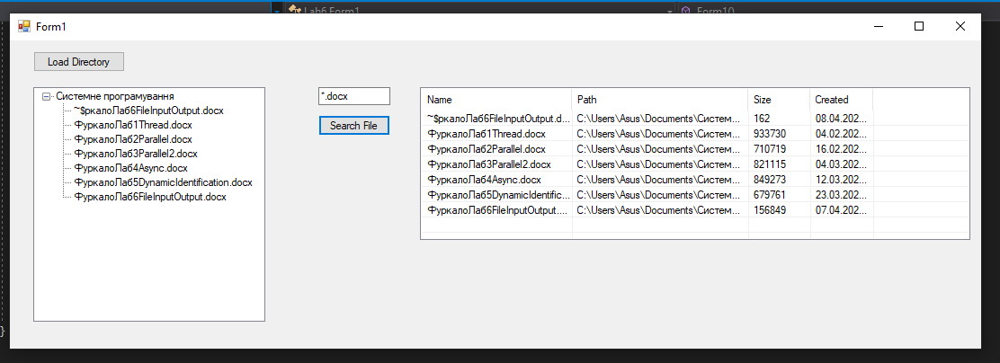 Lab6.Form1
Form1()
Form1
Load Directory
Системне програмування
~$ркалоЛаб6FileInputOutput.docx
ФуркалоЛаб1Thread.docx
ФуркалоЛаб2Parallel.docx
ФуркалоЛаб3Parallel2.docx
ФуркалоЛаб4Async.docx
ФуркалоЛаб5DynamicIdentification.docx
ФуркалоЛаб6FileInputOutput.docx
*.docx
Search File
Name Path Size Created
~$ркалоЛаб6FileInputOutput.d... C:\Users\Asus\Documents\Систем... 162 08.04.202...
ФуркалоЛаб1Thread.docx C:\Users\Asus\Documents\Систем... 933730 04.02.202...
ФуркалоЛаб2Parallel.docx C:\Users\Asus\Documents\Систем... 710719 16.02.202...
ФуркалоЛаб3Parallel2.docx C:\Users\Asus\Documents\Систем... 821115 04.03.202...
ФуркалоЛаб4Async.docx C:\Users\Asus\Documents\Систем... 849273 12.03.202...
ФуркалоЛаб5DynamicIdentific... C:\Users\Asus\Documents\Систем... 679761 23.03.202...
ФуркалоЛаб6FileInputOutput.... C:\Users\Asus\Documents\Систем... 156849 07.04.202...
}